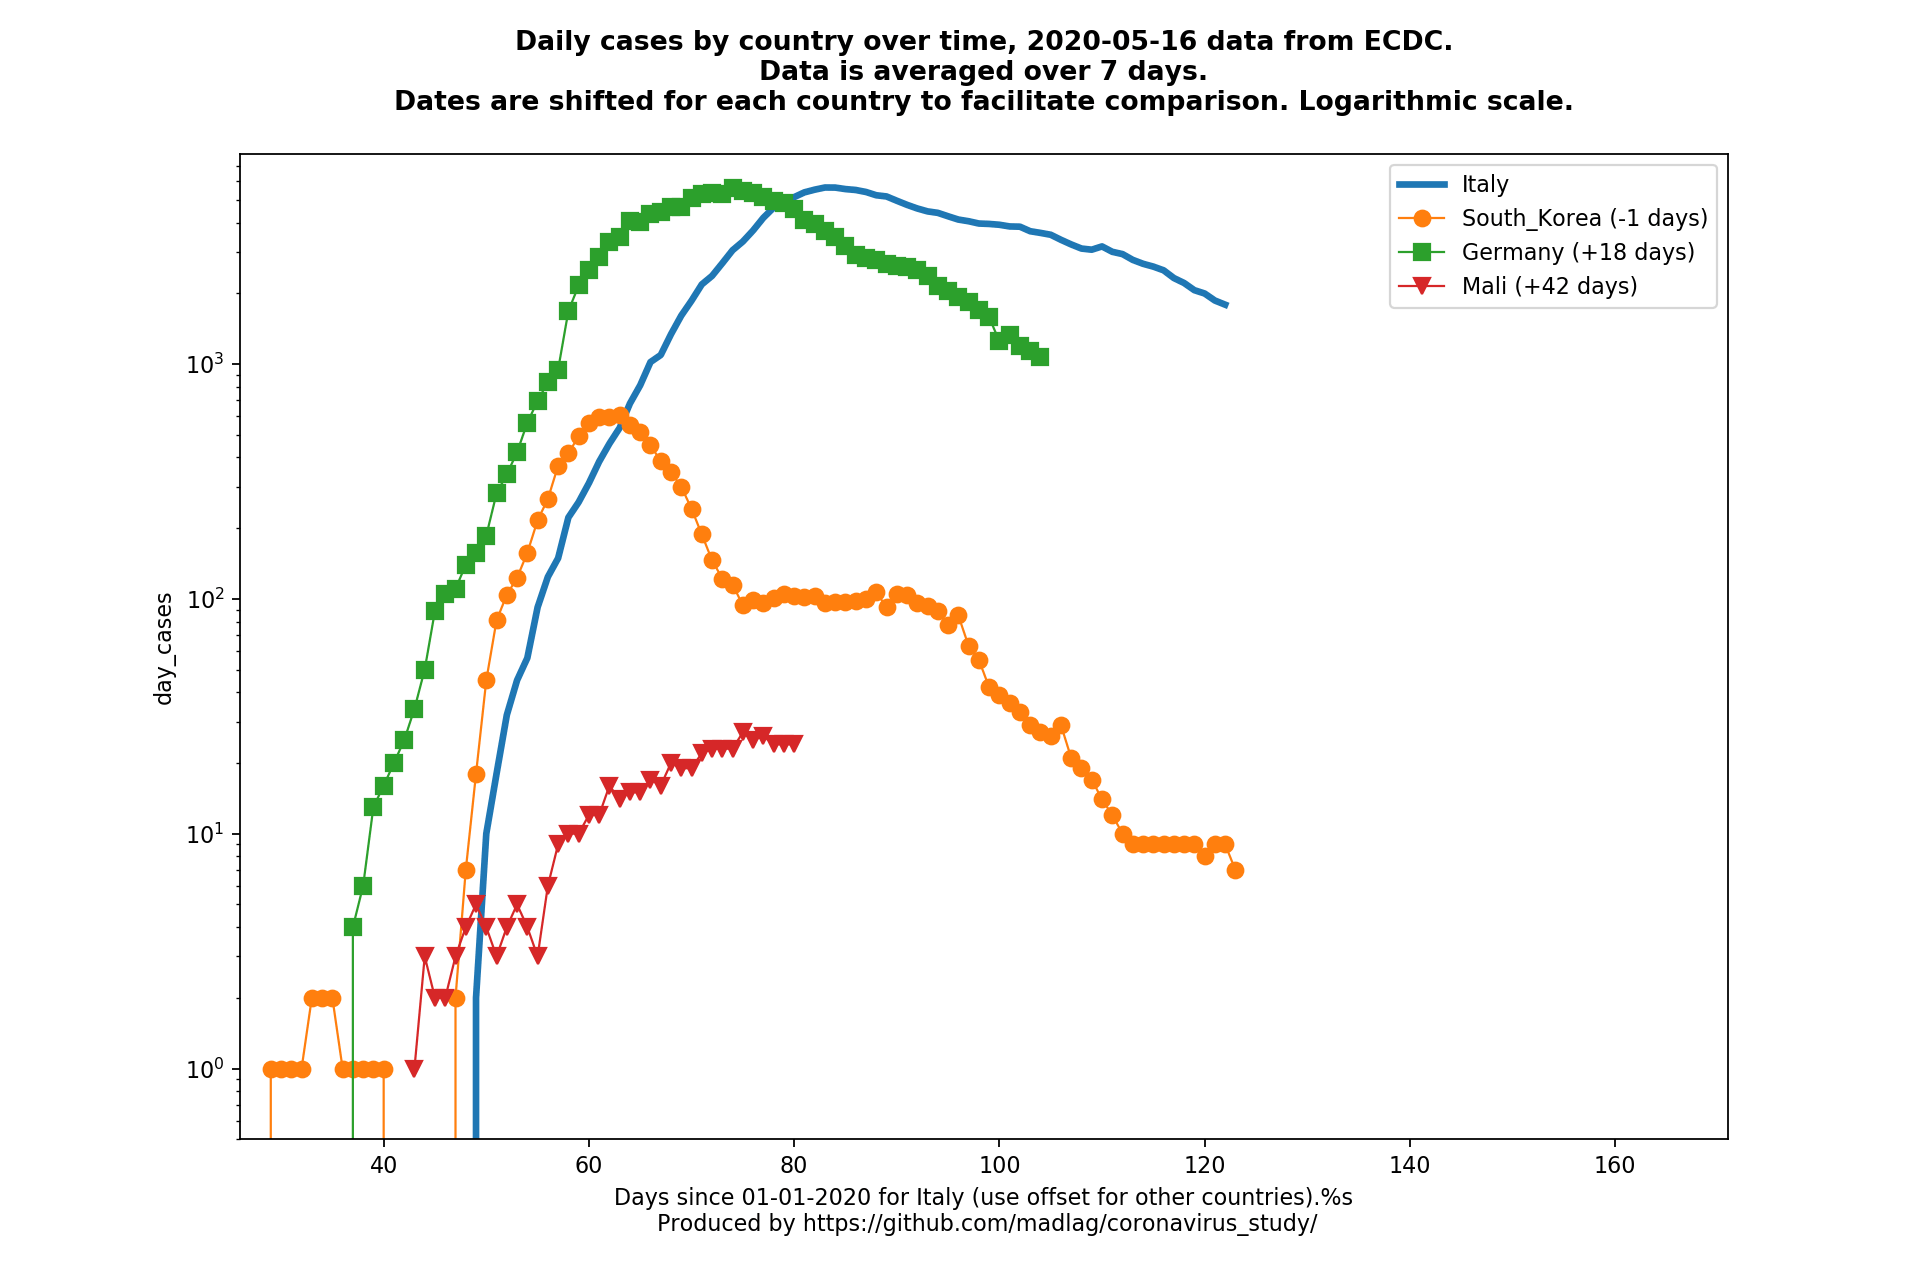 Daily cases by country over time, 2020-05-16 data from ECDC.
Data is averaged over 7 days.
Dates are shifted for each country to facilitate comparison. Logarithmic scale.
Italy
South_Korea (-1 days)
Germany (+18 days)
Mali (+42 days)
day_cases
10³
10²
10¹
10⁰
40 60 80 100 120 140 160
Days since 01-01-2020 for Italy (use offset for other countries).%s
Produced by https://github.com/madlag/coronavirus_study/